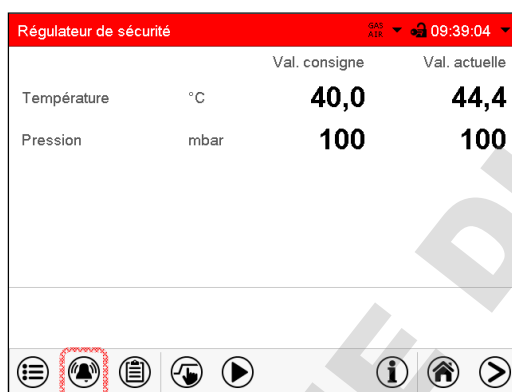 Régulateur de sécurité GAS AIR 09:39:04
Val. consigne Val. actuelle
Température °C 40,0 44,4
Pression mbar 100 100